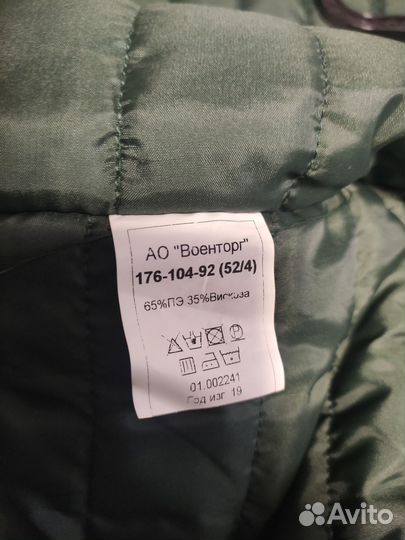 АО "Военторг"
176-104-92 (52/4)
65%ПЭ 35%Вискоза
01.002241
Год изг. 19
Avito